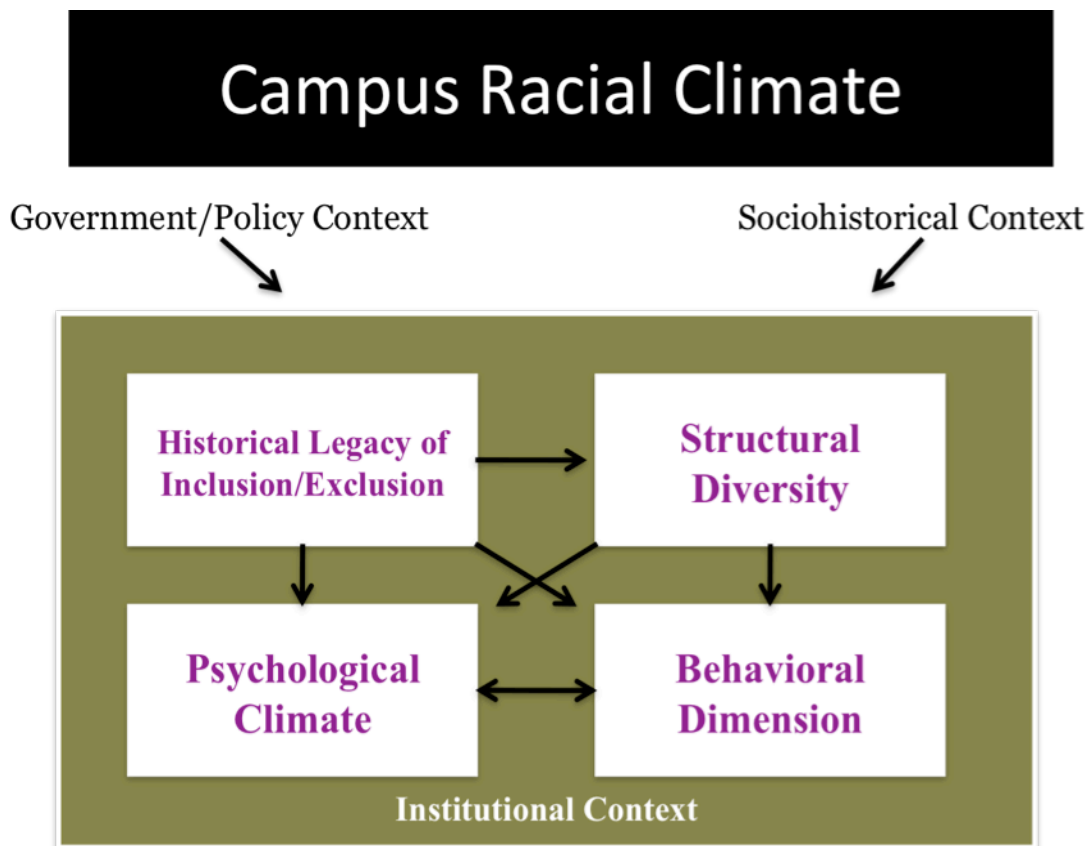 Campus Racial Climate
Government/Policy Context
Sociohistorical Context
Historical Legacy of
Inclusion/Exclusion
Structural
Diversity
Psychological
Climate
Behavioral
Dimension
Institutional Context